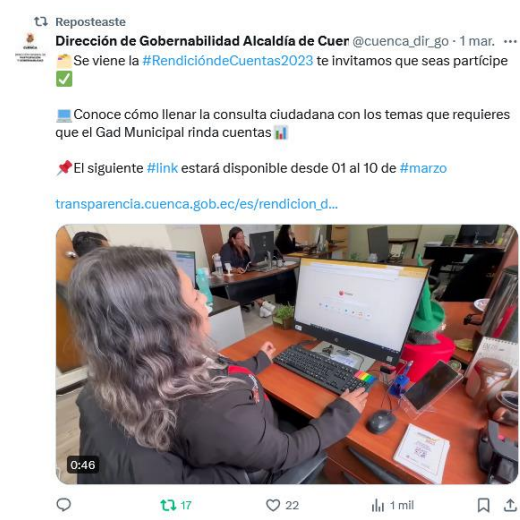 Reposteaste
Dirección de Gobernabilidad Alcaldía de Cuer @cuenca_dir_go · 1 mar.
Se viene la #RendicióndeCuentas2023 te invitamos que seas partícipe
Conoce cómo llenar la consulta ciudadana con los temas que requieres
que el Gad Municipal rinda cuentas
El siguiente #link estará disponible desde 01 al 10 de #marzo
transparencia.cuenca.gob.ec/es/rendicion_d...
0:46
17 22 1 mil